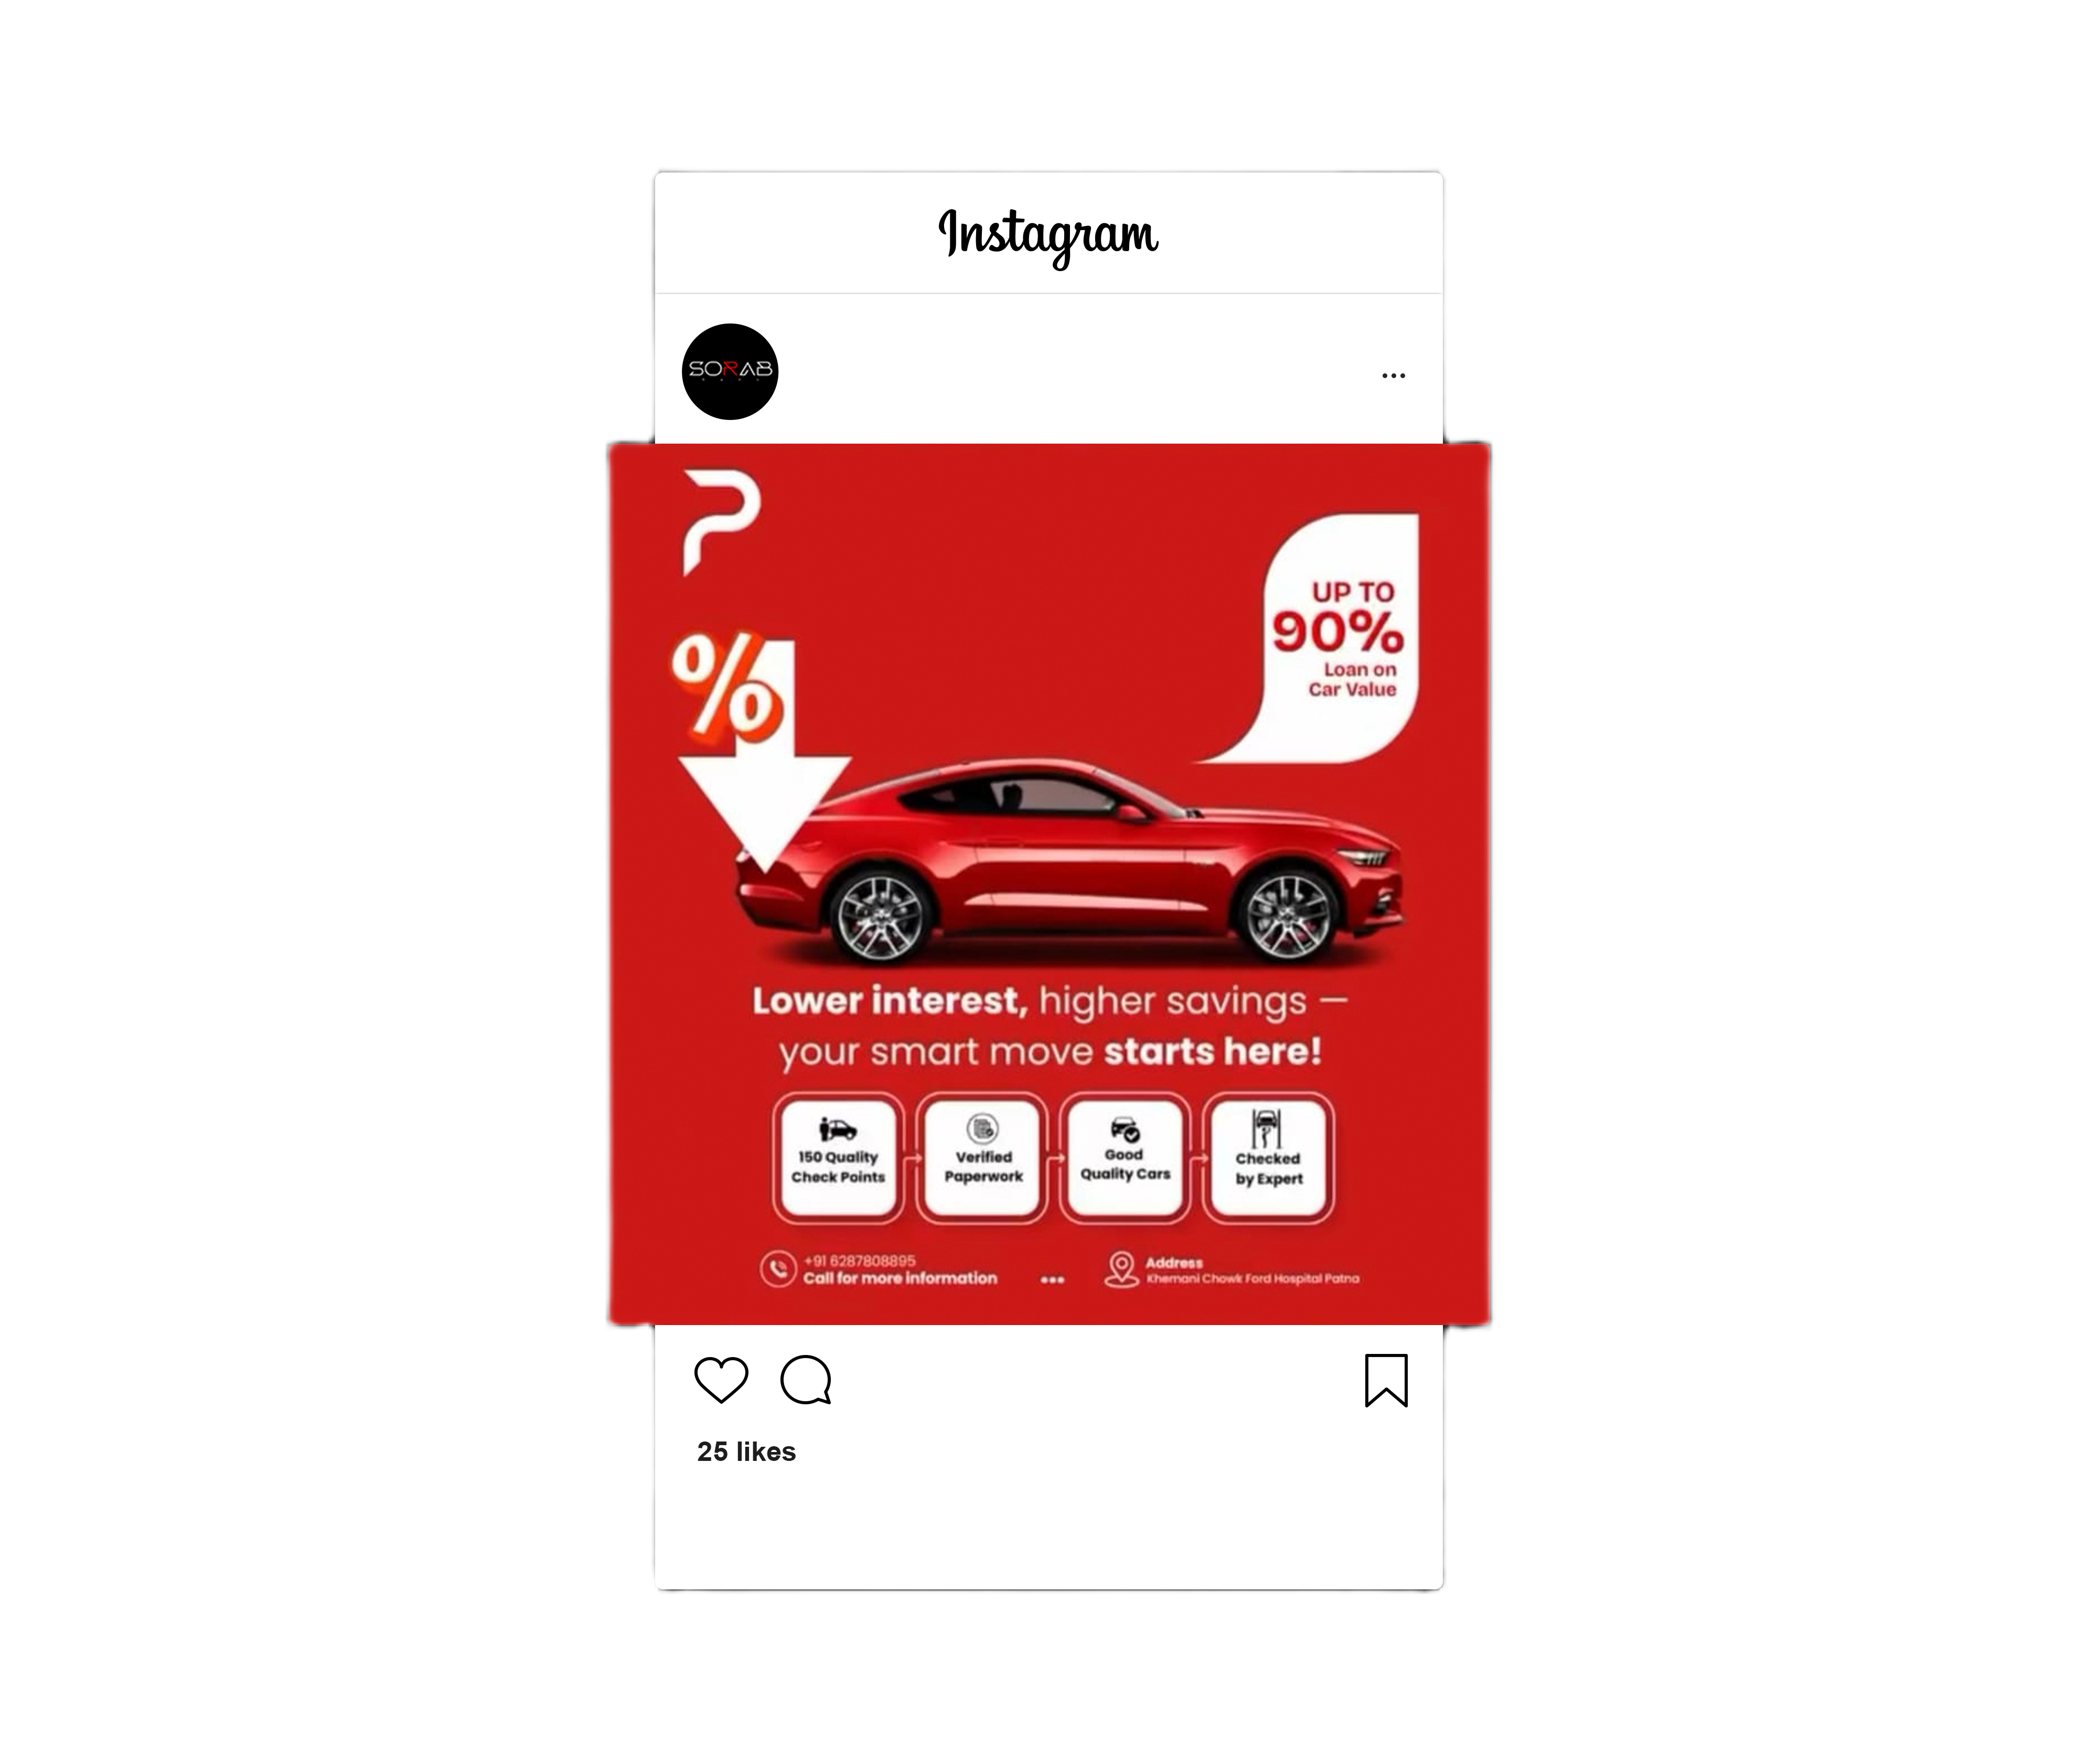 Instagram
SORAB
%
UP TO
90%
Loan on
Car Value
Lower interest, higher savings —
your smart move starts here!
150 Quality
Check Points
Verified
Paperwork
Good
Quality Cars
Checked
by Expert
+91 6287808895
Call for more information
Address
Khemani Chowk Ford Hospital Patna
25 likes